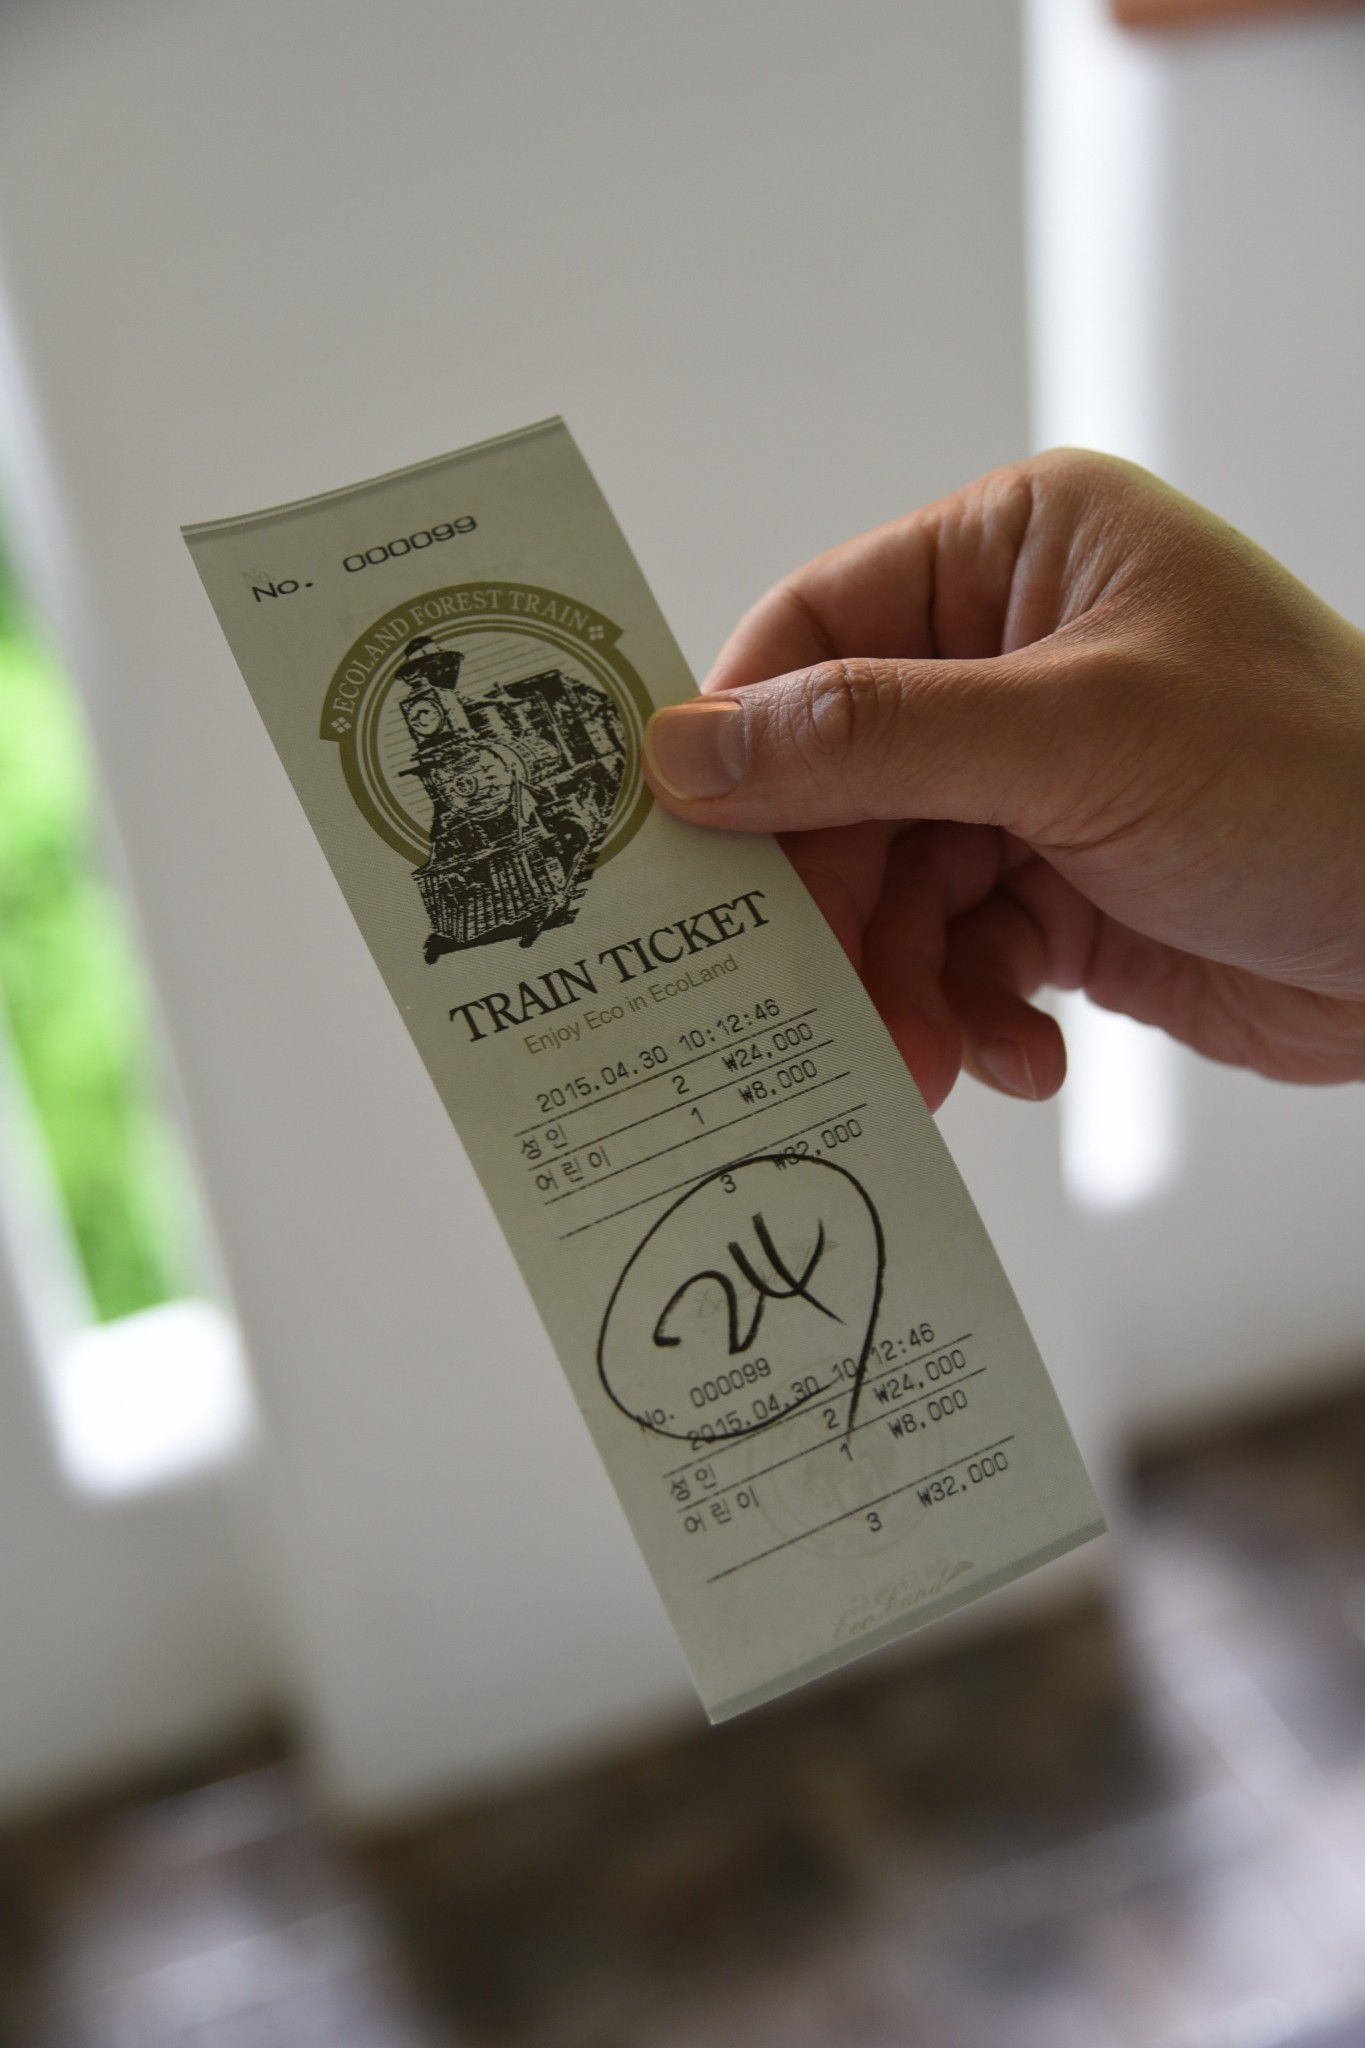 No. 000099
ECOLAND FOREST TRAIN
TRAIN TICKET
Enjoy Eco in EcoLand
2015.04.30 10:12:46
성인 2 ₩24,000
어린이 1 ₩8,000
3 ₩32,000
24
No. 000099
2015.04.30 10:12:46
성인 2 ₩24,000
어린이 1 ₩8,000
3 ₩32,000
EcoLand